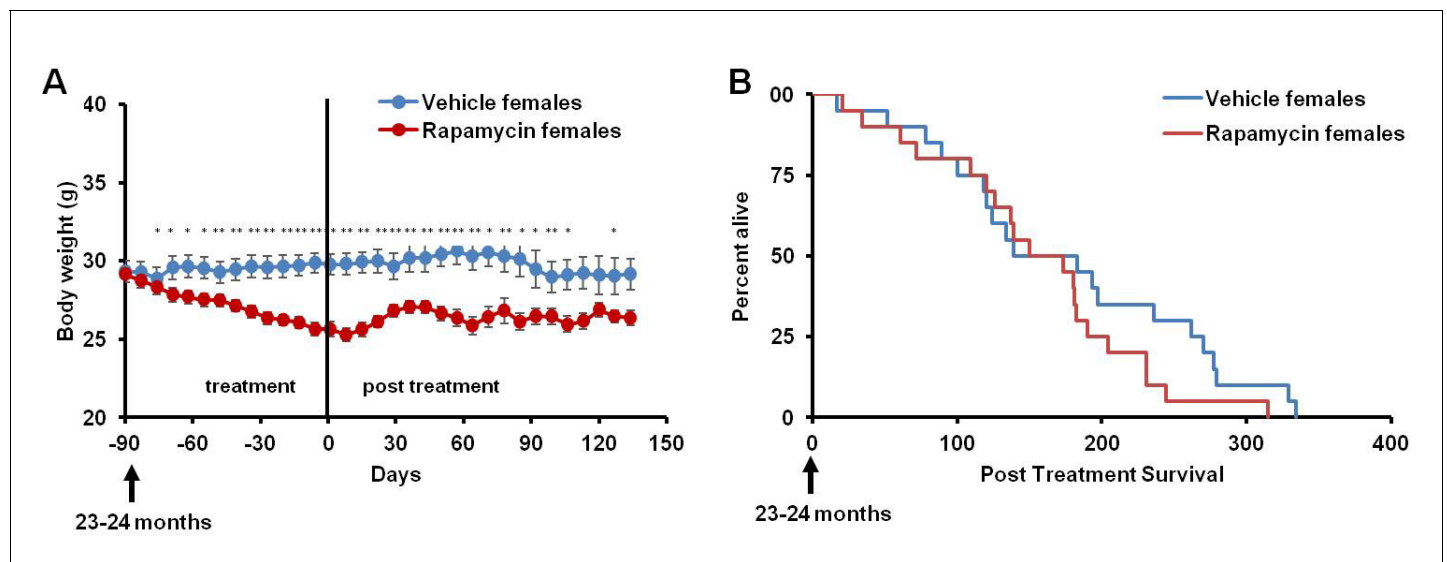 A
Vehicle females
Rapamycin females
40
35
30
25
20
Body weight (g)
* * * * ** ** ** ** **** *** ** ** **** ** ** **** ** * ** * ** * *
treatment
post treatment
-90 -60 -30 0 30 60 90 120 150
Days
23-24 months
B
Vehicle females
Rapamycin females
00
75
50
25
0
Percent alive
0 100 200 300 400
Post Treatment Survival
23-24 months